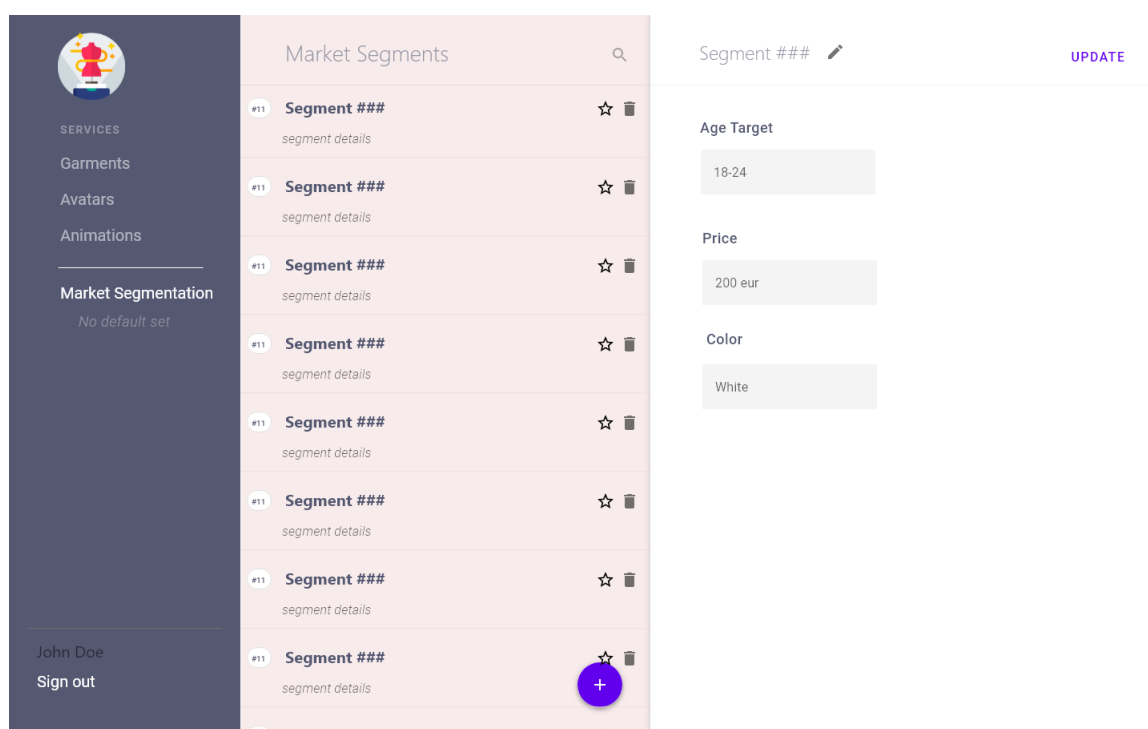 SERVICES
Garments
Avatars
Animations
Market Segmentation
No default set
John Doe
Sign out
Market Segments
#11 Segment ###
segment details
#11 Segment ###
segment details
#11 Segment ###
segment details
#11 Segment ###
segment details
#11 Segment ###
segment details
#11 Segment ###
segment details
#11 Segment ###
segment details
#11 Segment ###
segment details
+
Segment ###
UPDATE
Age Target
18-24
Price
200 eur
Color
White